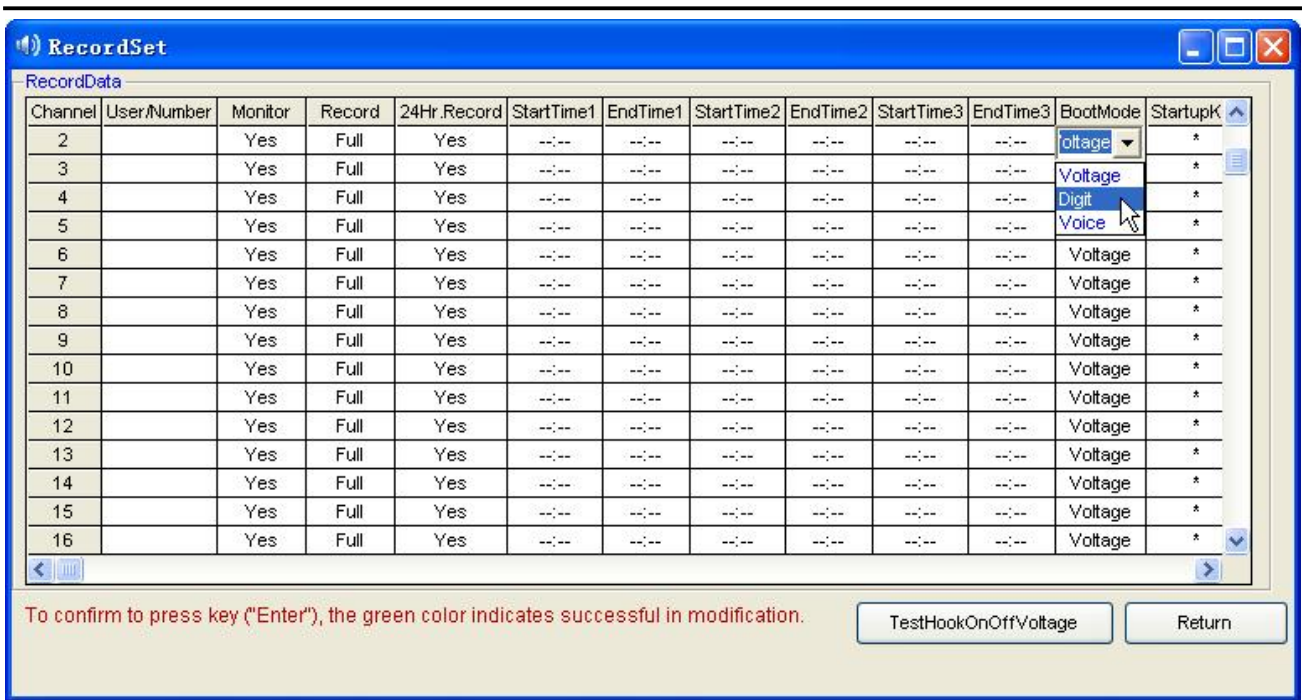 RecordSet
RecordData
Channel User/Number Monitor Record 24Hr.Record StartTime1 EndTime1 StartTime2 EndTime2 StartTime3 EndTime3 BootMode StartupK
2 Yes Full Yes --:-- --:-- --:-- --:-- --:-- --:-- oltage *
3 Yes Full Yes --:-- --:-- --:-- --:-- --:-- --:-- Voltage *
4 Yes Full Yes --:-- --:-- --:-- --:-- --:-- --:-- Digit *
5 Yes Full Yes --:-- --:-- --:-- --:-- --:-- --:-- Voice *
6 Yes Full Yes --:-- --:-- --:-- --:-- --:-- --:-- Voltage *
7 Yes Full Yes --:-- --:-- --:-- --:-- --:-- --:-- Voltage *
8 Yes Full Yes --:-- --:-- --:-- --:-- --:-- --:-- Voltage *
9 Yes Full Yes --:-- --:-- --:-- --:-- --:-- --:-- Voltage *
10 Yes Full Yes --:-- --:-- --:-- --:-- --:-- --:-- Voltage *
11 Yes Full Yes --:-- --:-- --:-- --:-- --:-- --:-- Voltage *
12 Yes Full Yes --:-- --:-- --:-- --:-- --:-- --:-- Voltage *
13 Yes Full Yes --:-- --:-- --:-- --:-- --:-- --:-- Voltage *
14 Yes Full Yes --:-- --:-- --:-- --:-- --:-- --:-- Voltage *
15 Yes Full Yes --:-- --:-- --:-- --:-- --:-- --:-- Voltage *
16 Yes Full Yes --:-- --:-- --:-- --:-- --:-- --:-- Voltage *
To confirm to press key ("Enter"), the green color indicates successful in modification. TestHookOnOffVoltage Return